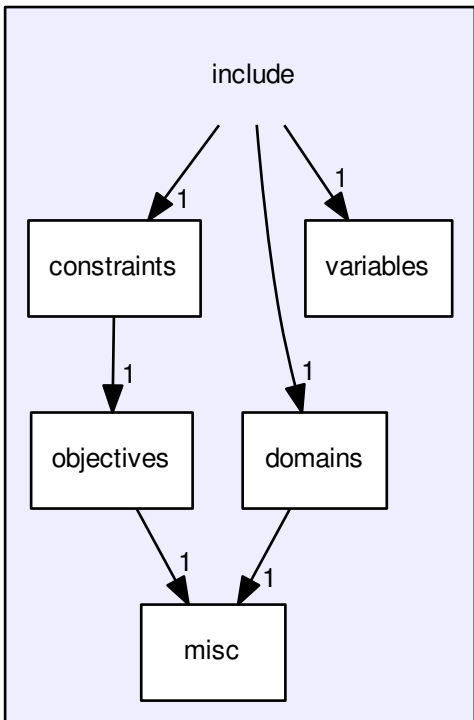 include
1
1
constraints
variables
1
1
objectives
domains
1
1
misc